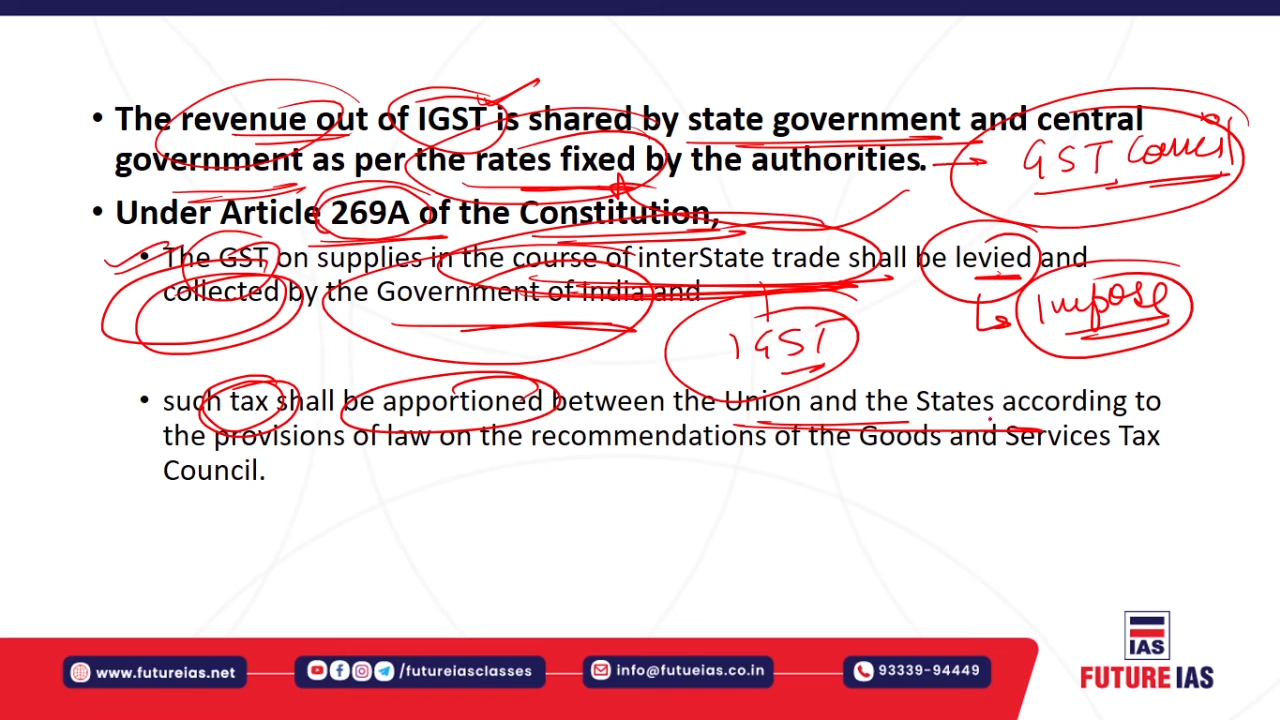 • The revenue out of IGST is shared by state government and central
government as per the rates fixed by the authorities. → GST Council
• Under Article 269A of the Constitution,
• The GST on supplies in the course of interState trade shall be levied and
collected by the Government of India and
Impose
IGST
• such tax shall be apportioned between the Union and the States according to
the provisions of law on the recommendations of the Goods and Services Tax
Council.
IAS
www.futureias.net /futureiasclasses info@futueias.co.in 93339-94449
FUTURE IAS